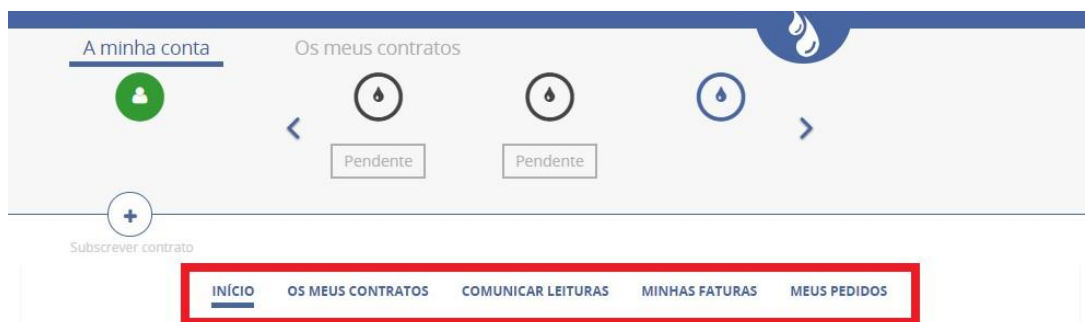 A minha conta
Os meus contratos
Pendente
Pendente
Subscrever contrato
INÍCIO OS MEUS CONTRATOS COMUNICAR LEITURAS MINHAS FATURAS MEUS PEDIDOS